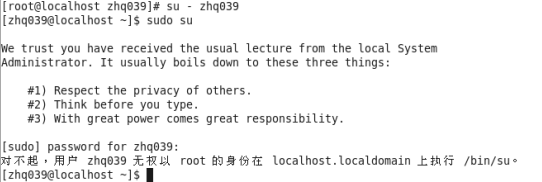 [root@localhost zhq039]# su - zhq039
[zhq039@localhost ~]$ sudo su
We trust you have received the usual lecture from the local System
Administrator. It usually boils down to these three things:
#1) Respect the privacy of others.
#2) Think before you type.
#3) With great power comes great responsibility.
[sudo] password for zhq039:
对不起，用户 zhq039 无权以 root 的身份在 localhost.localdomain 上执行 /bin/su。
[zhq039@localhost ~]$